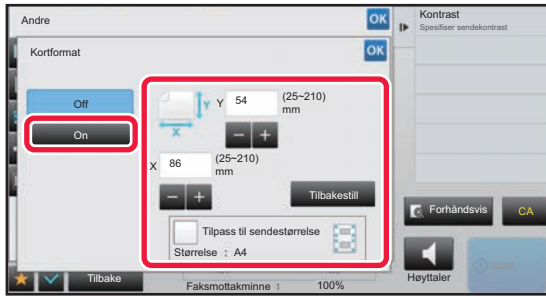 Andre
OK
Kontrast
Spesifiser sendekontrast
Kortformat
OK
Off
On
Y
Y 54 (25~210)
mm
X
X 86 (25~210)
mm
Tilbakestill
Tilpass til sendestørrelse
Størrelse : A4
Forhåndsvis
CA
Høyttaler
Start
Tilbake
Faksmottakminne : 100%